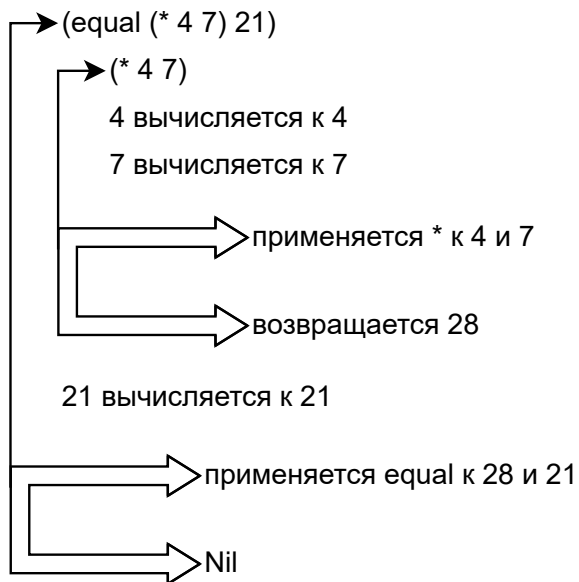 (equal (* 4 7) 21)
(* 4 7)
4 вычисляется к 4
7 вычисляется к 7
применяется * к 4 и 7
возвращается 28
21 вычисляется к 21
применяется equal к 28 и 21
Nil